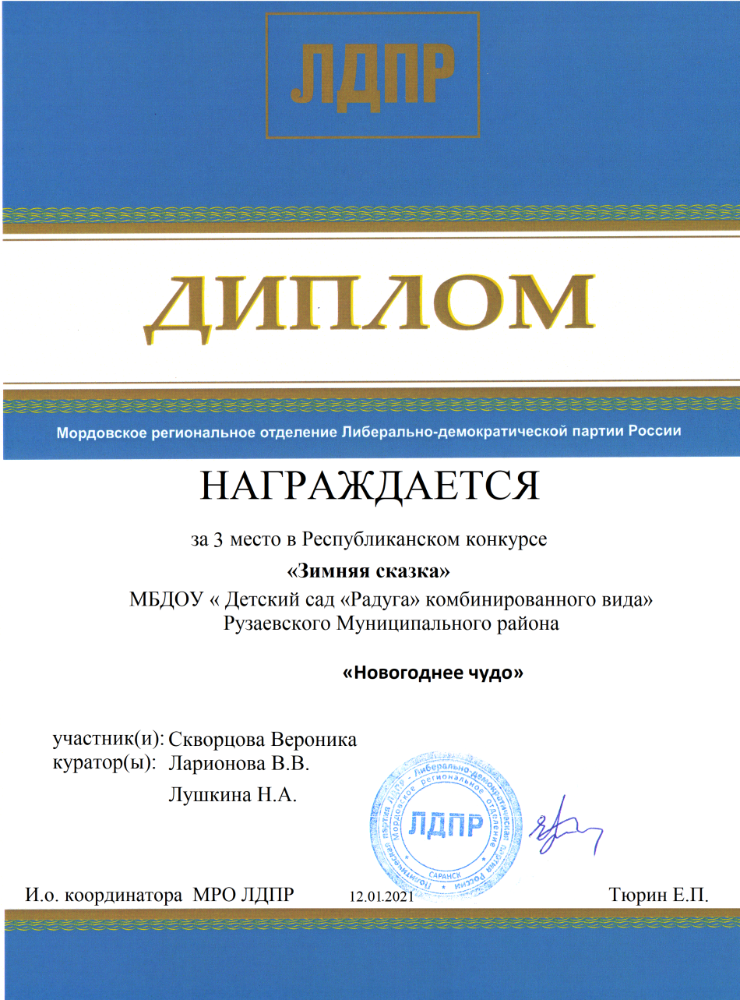 ЛДПР
ДИПЛОМ
Мордовское региональное отделение Либерально-демократической партии России
НАГРАЖДАЕТСЯ
за 3 место в Республиканском конкурсе
«Зимняя сказка»
МБДОУ « Детский сад «Радуга» комбинированного вида»
Рузаевского Муниципального района
«Новогоднее чудо»
участник(и): Скворцова Вероника
куратор(ы): Ларионова В.В.
Лушкина Н.А.
Политическая партия ЛДПР - Либерально-демократическая партия России
Мордовское региональное отделение
ЛДПР
САРАНСК
И.о. координатора МРО ЛДПР 12.01.2021 Тюрин Е.П.